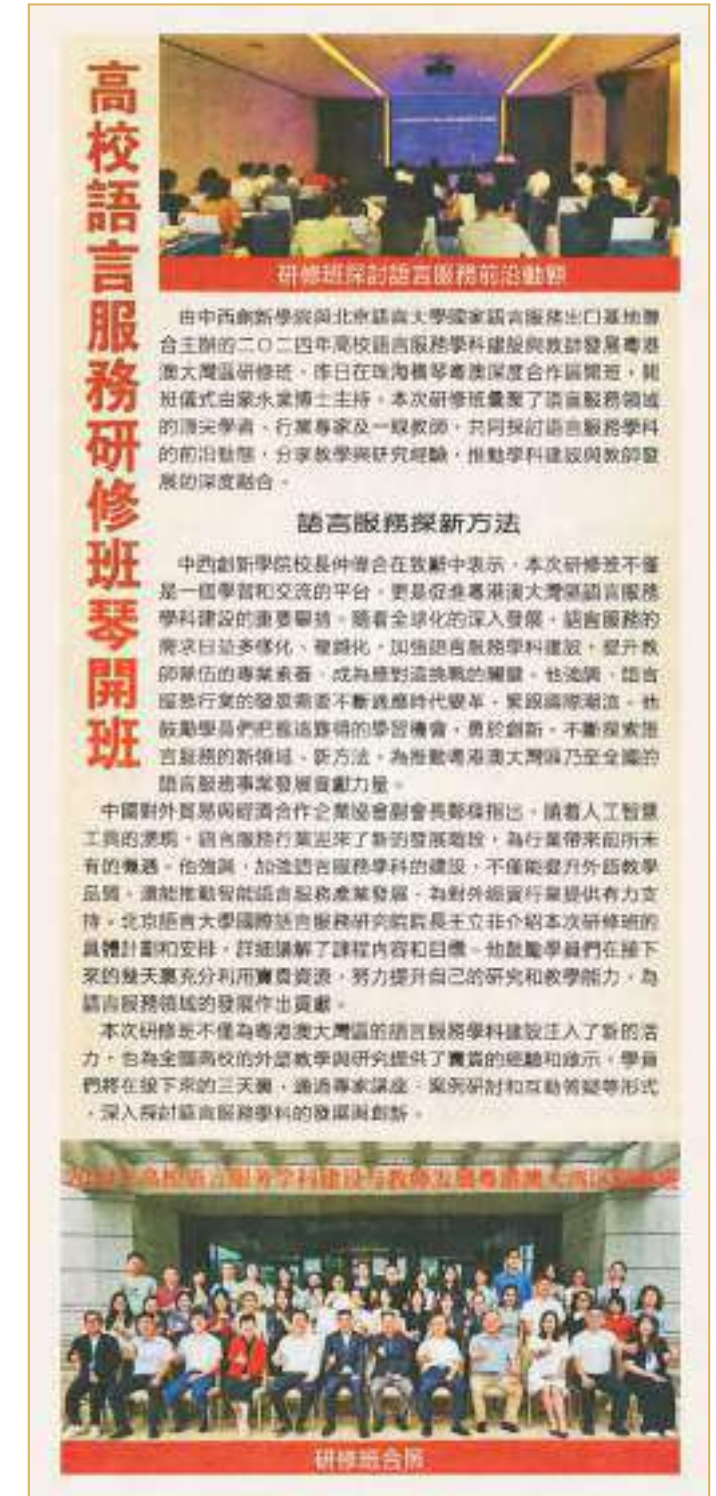 高校語言服務研修班琴開班
研修班探討語言服務前沿動態
由中西創新學院與北京語言大學國家語言服務出口基地聯
合主辦的二〇二四年高校語言服務學科建設與教師發展粵港
澳大灣區研修班，昨日在珠海橫琴粵澳深度合作區開班，開
班儀式由蒙永業博士主持。本次研修班彙聚了語言服務領域
的頂尖學者、行業專家及一線教師，共同探討語言服務學科
的前沿動態，分享教學與研究經驗，推動學科建設與教師發
展的深度融合。
語言服務探新方法
中西創新學院校長仲偉合在致辭中表示，本次研修班不僅
是一個學習和交流的平台，更是促進粵港澳大灣區語言服務
學科建設的重要舉措。隨着全球化的深入發展，語言服務的
需求日益多樣化、複雜化，加強語言服務學科建設，提升教
師隊伍的專業素養，成為應對這挑戰的關鍵。他強調，語言
服務行業的發展需要不斷適應時代變革，緊跟國際潮流。他
鼓勵學員們把握這難得的學習機會，勇於創新，不斷探索語
言服務的新領域、新方法，為推動粵港澳大灣區乃至全國的
語言服務事業發展貢獻力量。
中國對外貿易與經濟合作企業協會副會長鄭指出，隨着人工智慧
工具的湧現，語言服務行業迎來了新的發展階段，為行業帶來前所未
有的機遇。他強調，加強語言服務學科的建設，不僅能提升外語教學
品質，還能推動智能語言服務產業發展，為對外經貿行業提供有力支
持。北京語言大學國際語言服務研究院院長王立非介紹本次研修班的
具體計劃和安排，詳細講解了課程內容和目標。他鼓勵學員們在接下
來的幾天裏充分利用寶貴資源，努力提升自己的研究和教學能力，為
語言服務領域的發展作出貢獻。
本次研修班不僅為粵港澳大灣區的語言服務學科建設注入了新的活
力，也為全國高校的外語教學與研究提供了寶貴的經驗和啟示。學員
們將在接下來的三天裏，通過專家講座、案例研討和互動答疑等形式
，深入探討語言服務學科的發展與創新。
2024年高校语言服务学科建设与教师发展粤港澳大湾区研修班
研修班合照